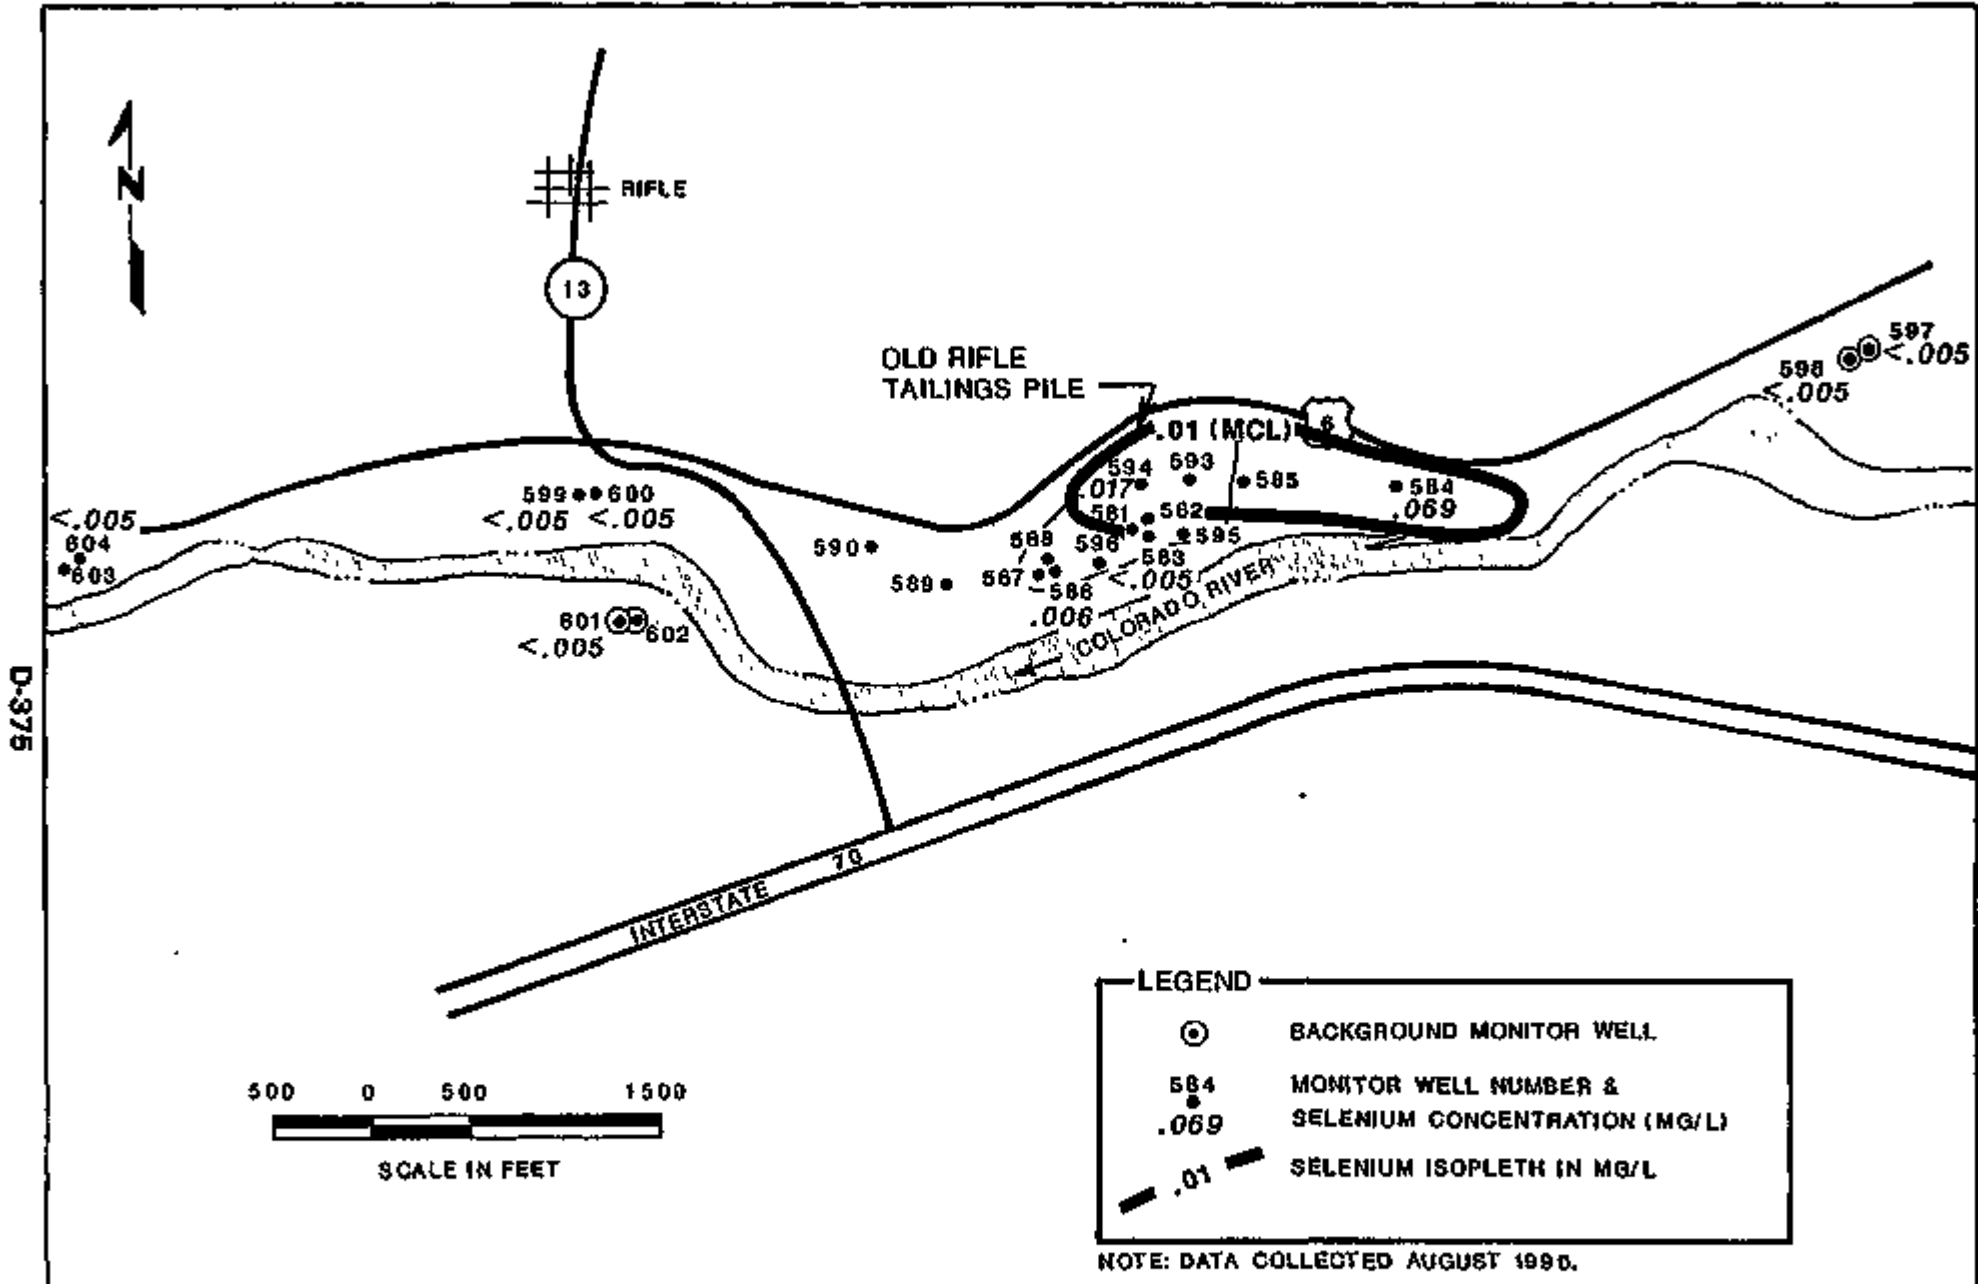 N
RIFLE
13
OLD RIFLE
TAILINGS PILE
.01 (MCL)
6
597
<.005
598
<.005
594
.017
593
585
584
.069
581
582
596
595
583
<.005
588
587
586
.006
590
589
599
600
<.005
<.005
<.005
604
603
601
602
<.005
COLORADO RIVER
INTERSTATE 70
D-375
500 0 500 1500
SCALE IN FEET
LEGEND
BACKGROUND MONITOR WELL
584
.069
MONITOR WELL NUMBER &
SELENIUM CONCENTRATION (MG/L)
.01
SELENIUM ISOPLETH IN MG/L
NOTE: DATA COLLECTED AUGUST 1990.